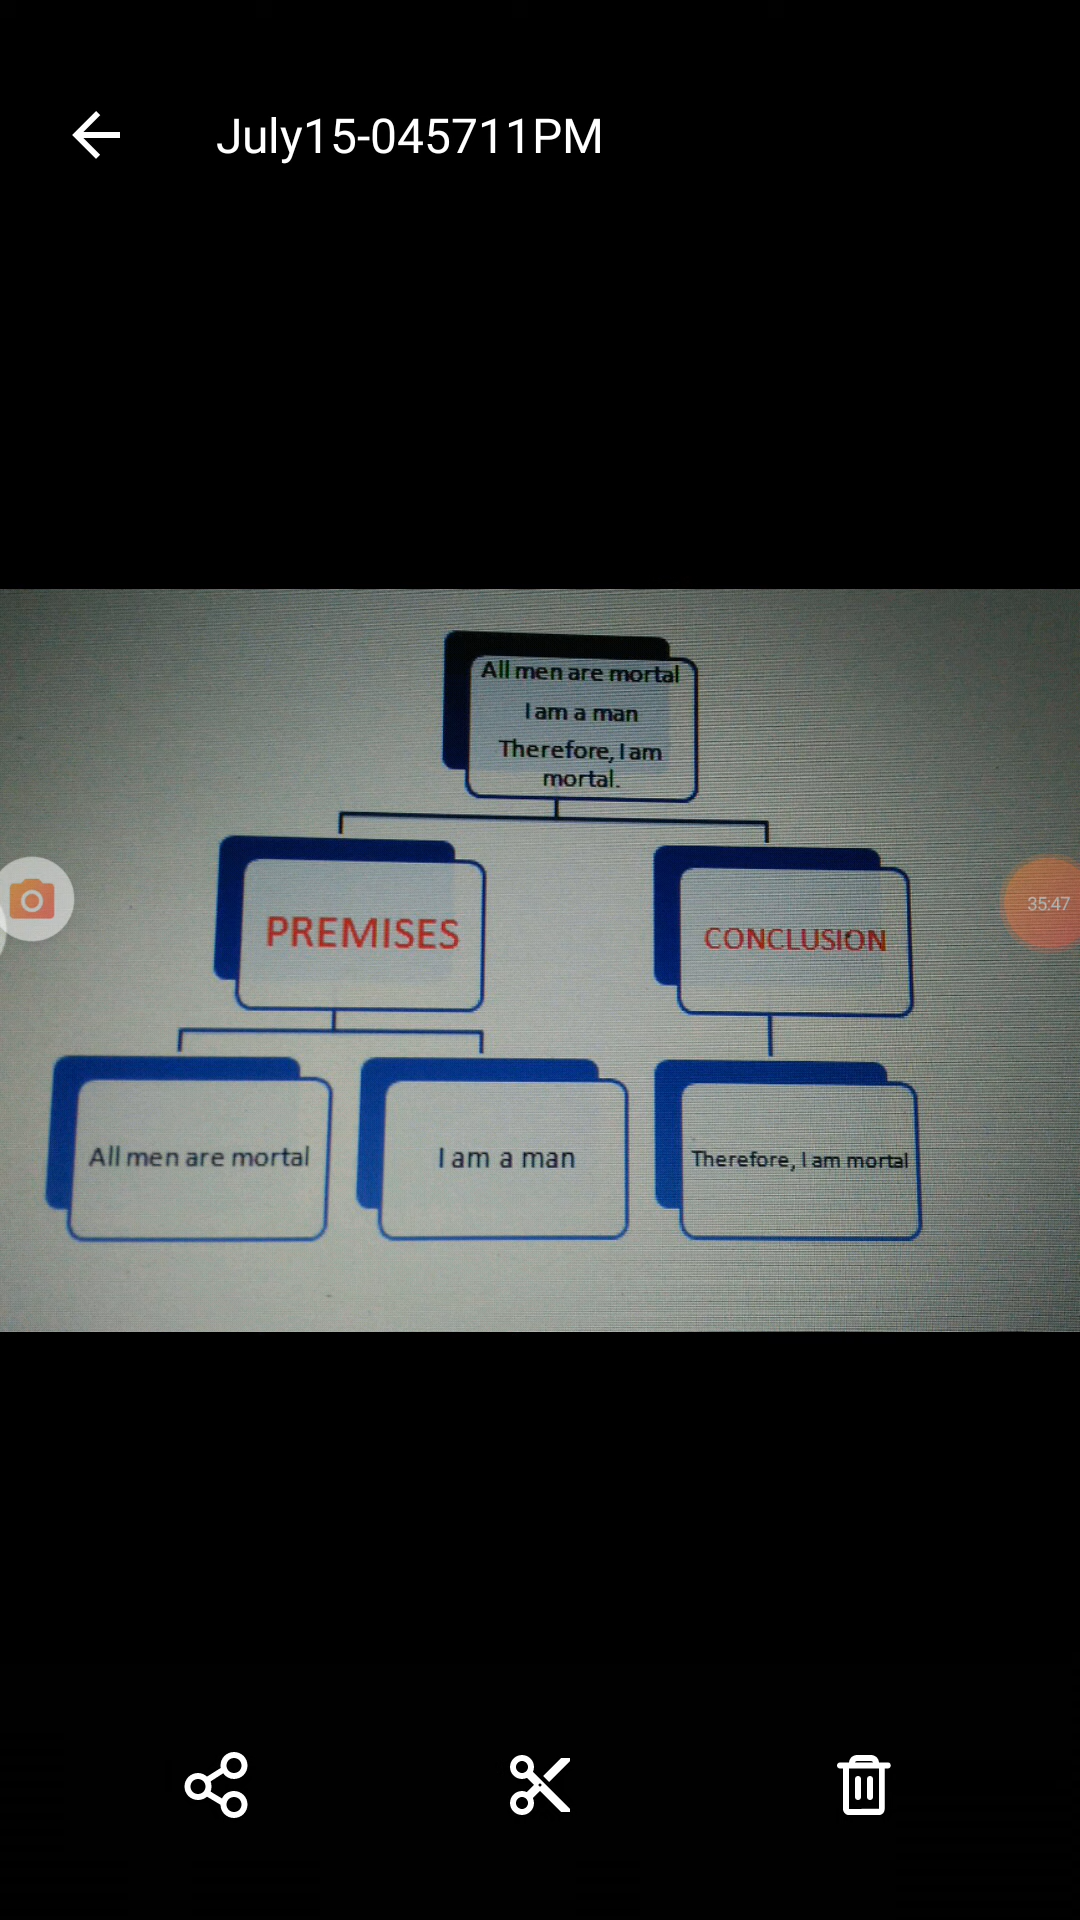 July15-045711PM
All men are mortal
I am a man
Therefore, I am
mortal.
PREMISES
CONCLUSION
35:47
All men are mortal
I am a man
Therefore, I am mortal